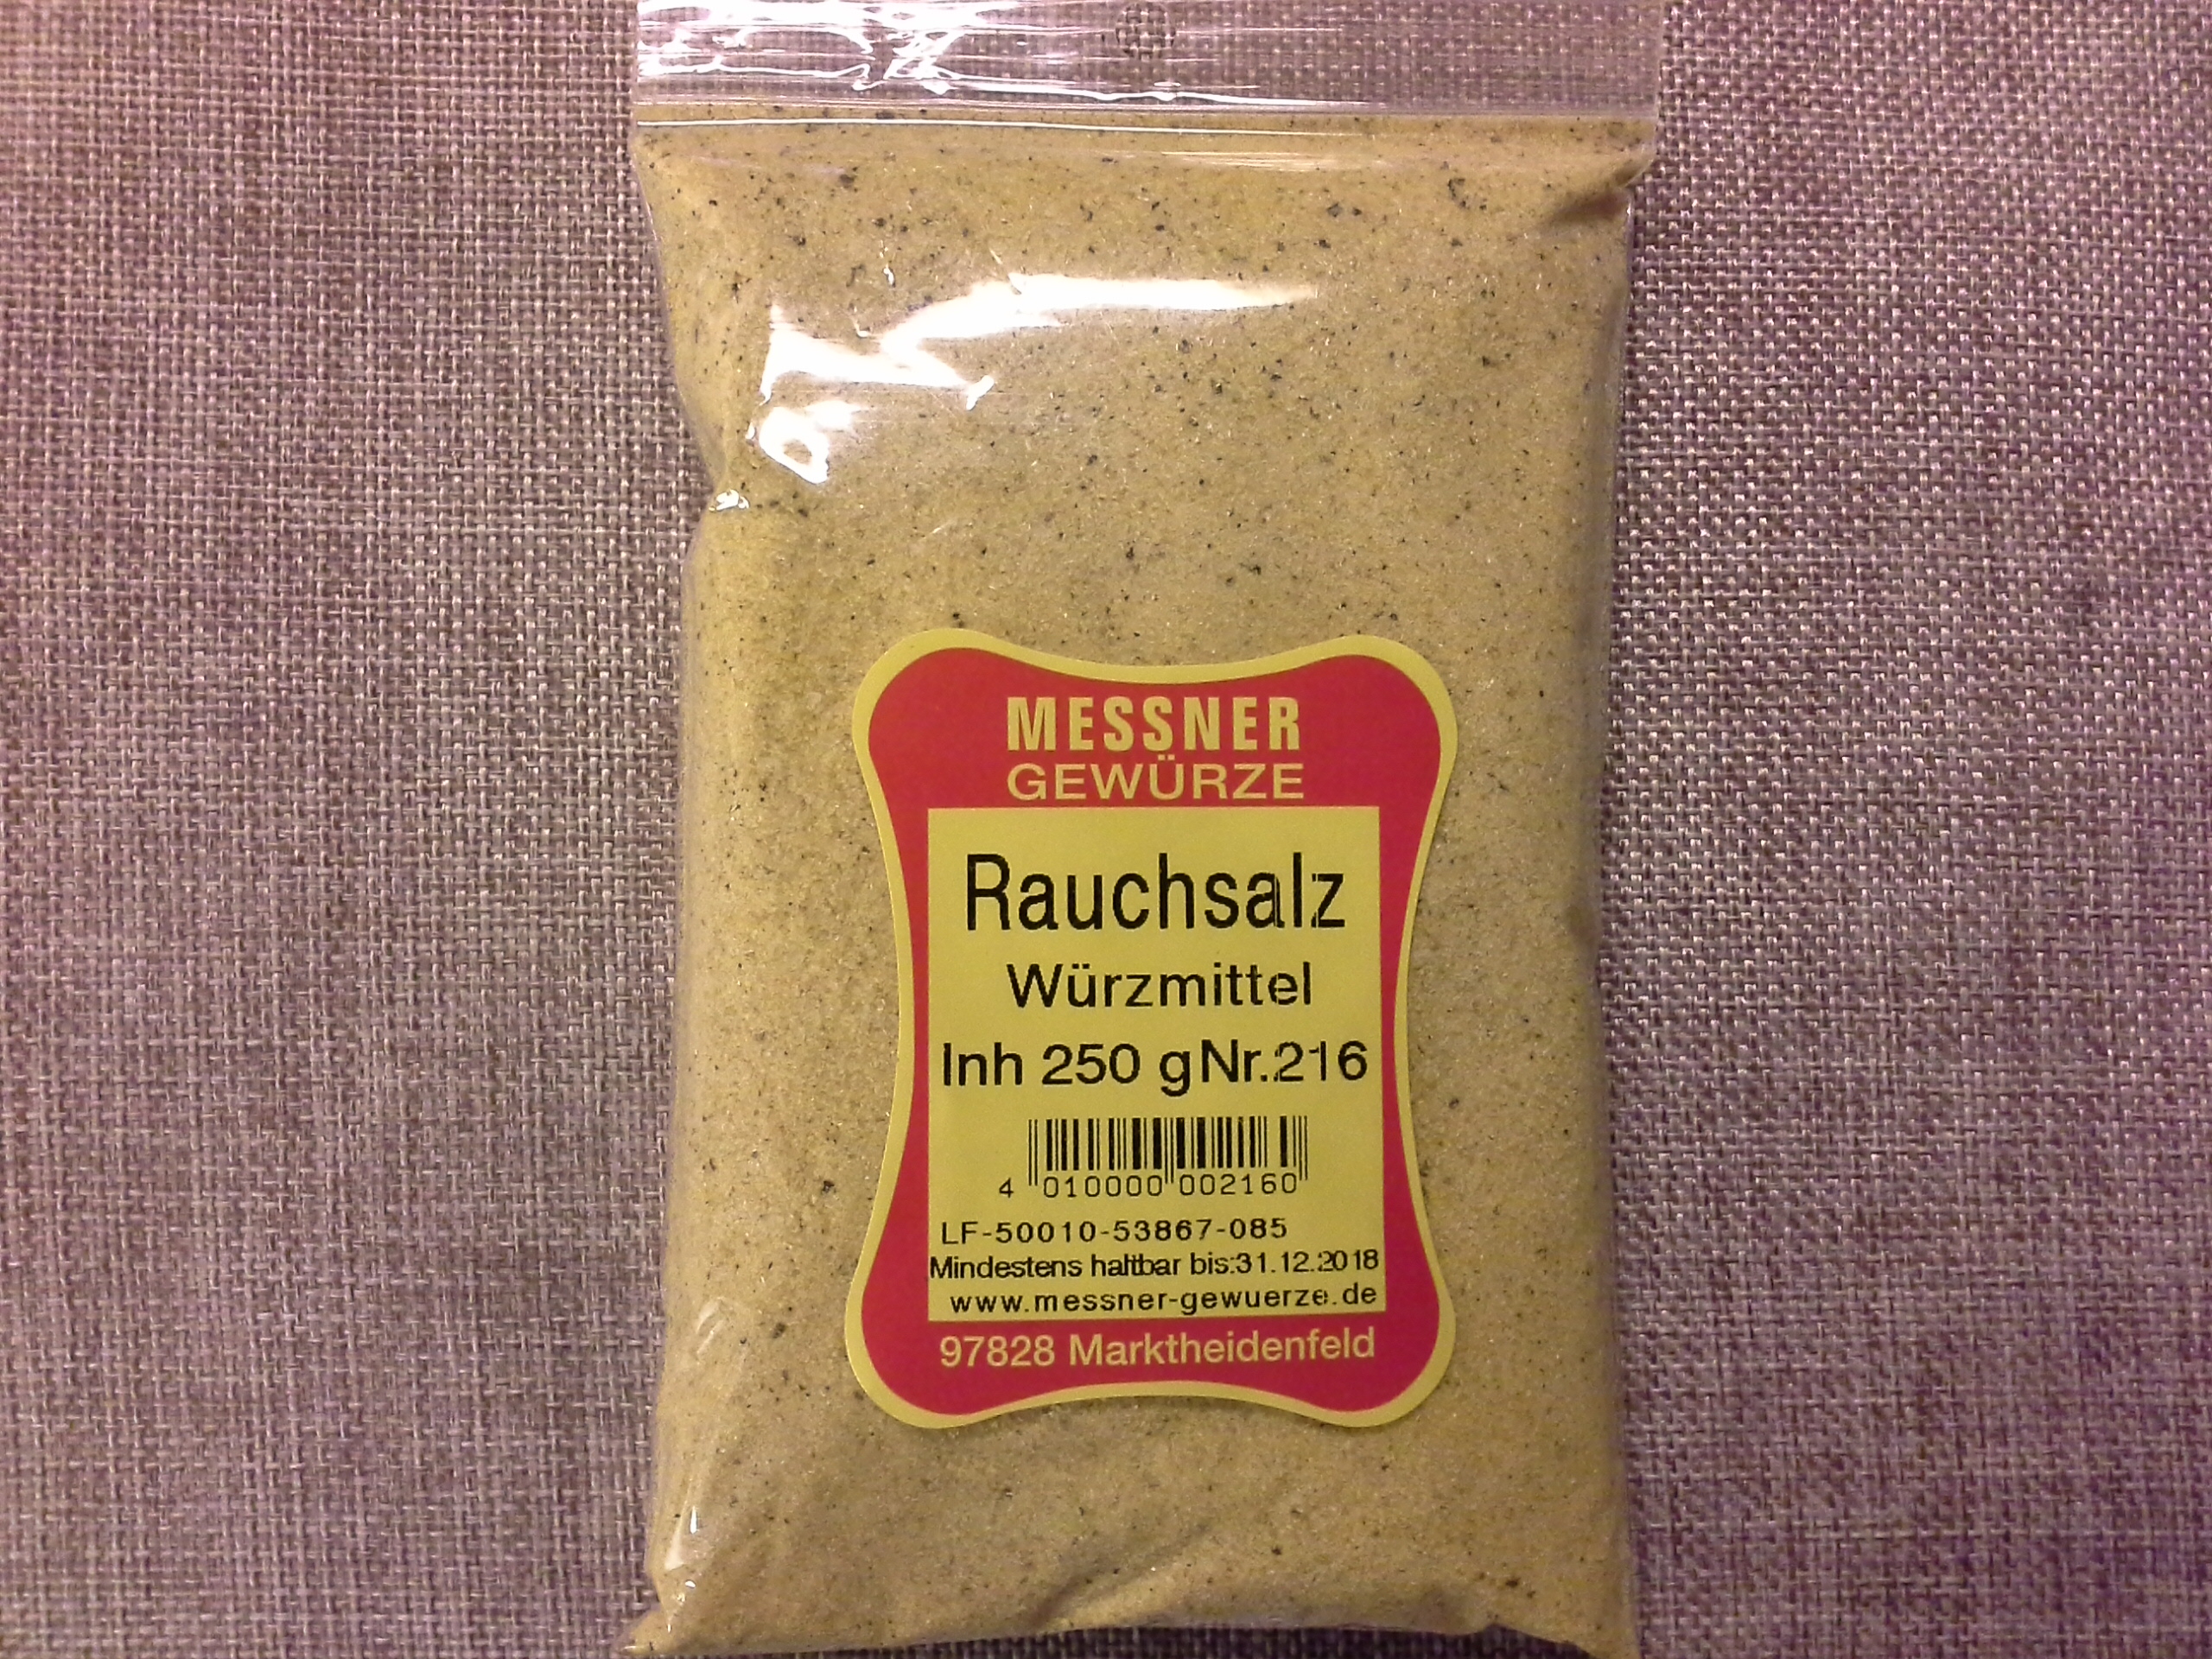 MESSNER
GEWÜRZE
Rauchsalz
Würzmittel
Inh 250 gNr.216
4 010000 002160
LF-50010-53867-085
Mindestens haltbar bis:31.12.2018
www.messner-gewuerze.de
97828 Marktheidenfeld